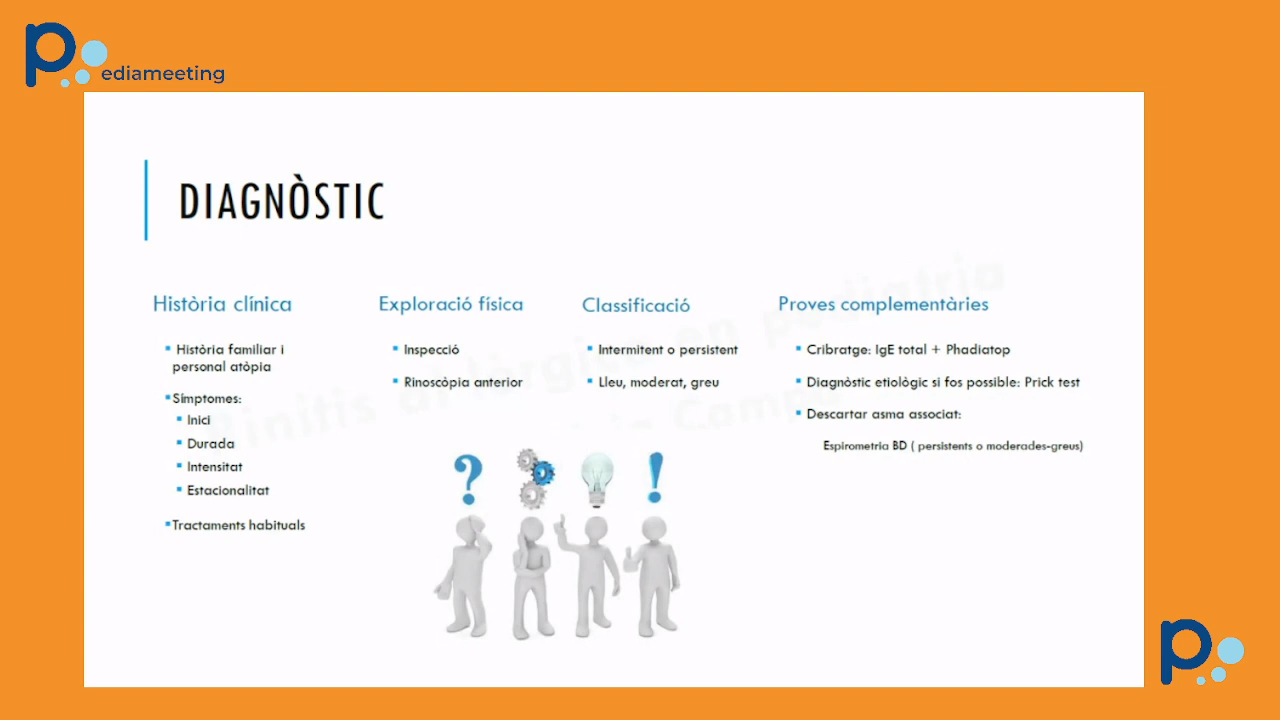 pediameeting
DIAGNÒSTIC
Història clínica
Història familiar i
personal atòpia
Símptomes:
Inici
Durada
Intensitat
Estacionalitat
Tractaments habituals
Exploració física
Inspecció
Rinoscòpia anterior
Classificació
Intermitent o persistent
Lleu, moderat, greu
Proves complementàries
Cribratge: IgE total + Phadiatop
Diagnòstic etiològic si fos possible: Prick test
Descartar asma associat:
Espirometria BD ( persistents o moderades-greus)
? !
p